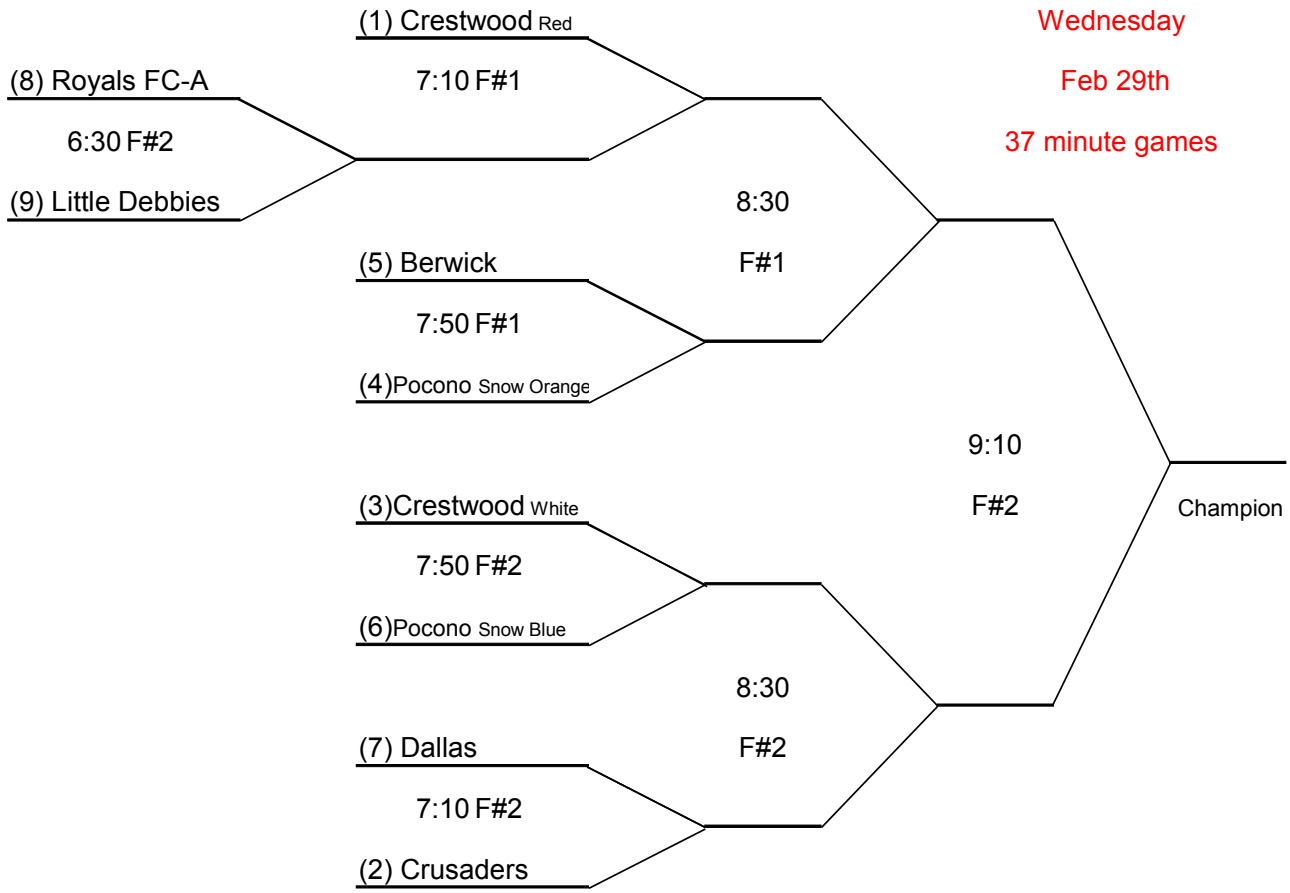 (1) Crestwood Red
Wednesday
(8) Royals FC-A
7:10 F#1
Feb 29th
6:30 F#2
37 minute games
(9) Little Debbies
8:30
(5) Berwick
F#1
7:50 F#1
(4)Pocono Snow Orange
9:10
(3)Crestwood White
F#2
Champion
7:50 F#2
(6)Pocono Snow Blue
8:30
(7) Dallas
F#2
7:10 F#2
(2) Crusaders